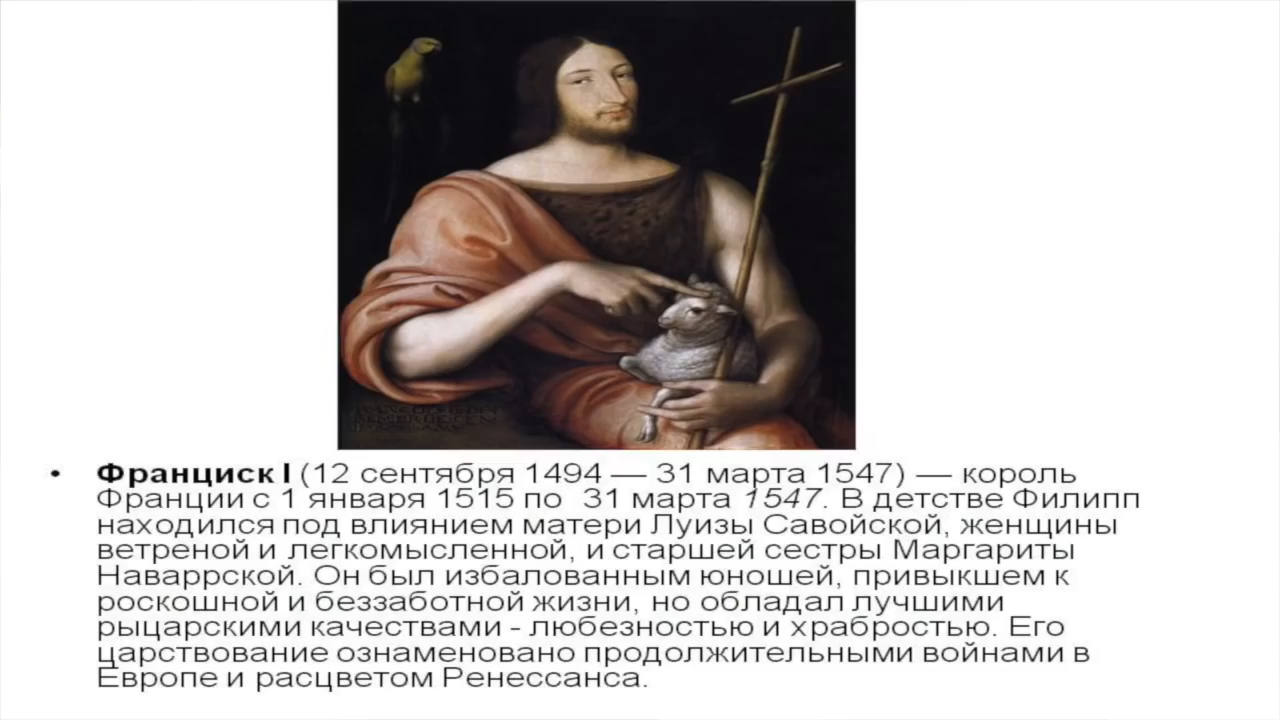 • Франциск I (12 сентября 1494 — 31 марта 1547) — король
Франции с 1 января 1515 по 31 марта 1547. В детстве Филипп
находился под влиянием матери Луизы Савойской, женщины
ветреной и легкомысленной, и старшей сестры Маргариты
Наваррской. Он был избалованным юношей, привыкшем к
роскошной и беззаботной жизни, но обладал лучшими
рыцарскими качествами - любезностью и храбростью. Его
царствование ознаменовано продолжительными войнами в
Европе и расцветом Ренессанса.